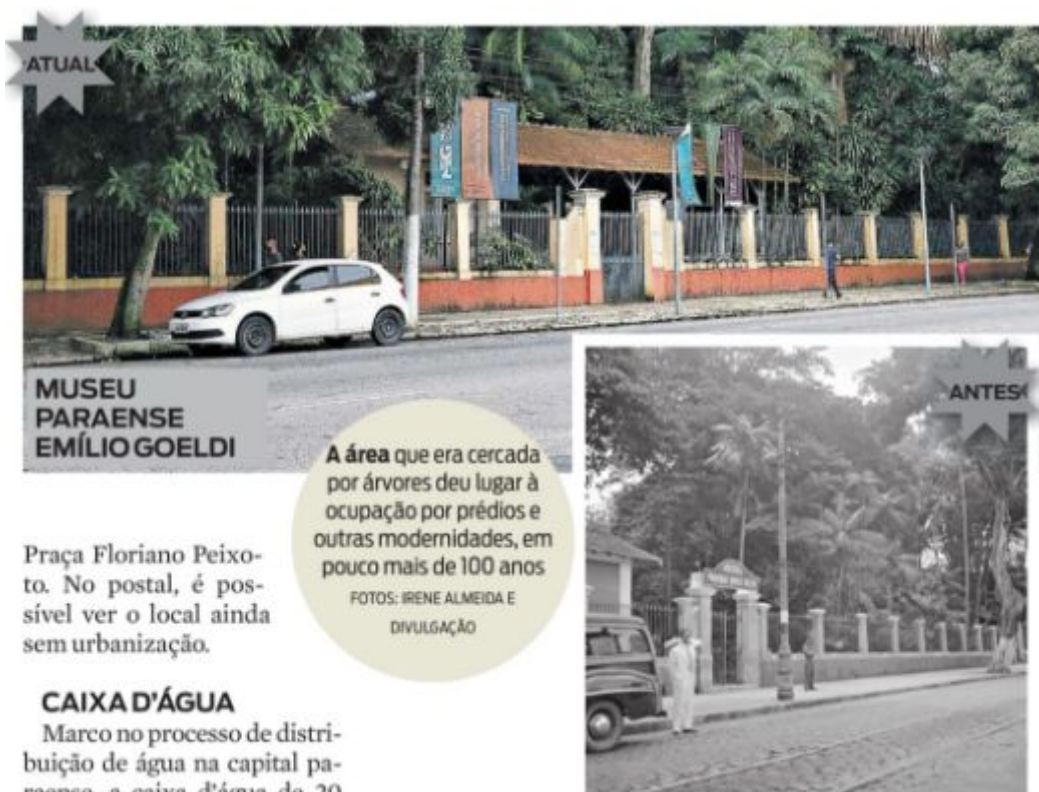 ATUAL
MUSEU
PARAENSE
EMÍLIO GOELDI
ANTES
A área que era cercada
por árvores deu lugar à
ocupação por prédios e
outras modernidades, em
pouco mais de 100 anos
FOTOS: IRENE ALMEIDA E
DIVULGAÇÃO
Praça Floriano Peixo-
to. No postal, é pos-
sível ver o local ainda
sem urbanização.
CAIXA D'ÁGUA
Marco no processo de distri-
buição de água na capital pa-
raense, a caixa d'água de 20